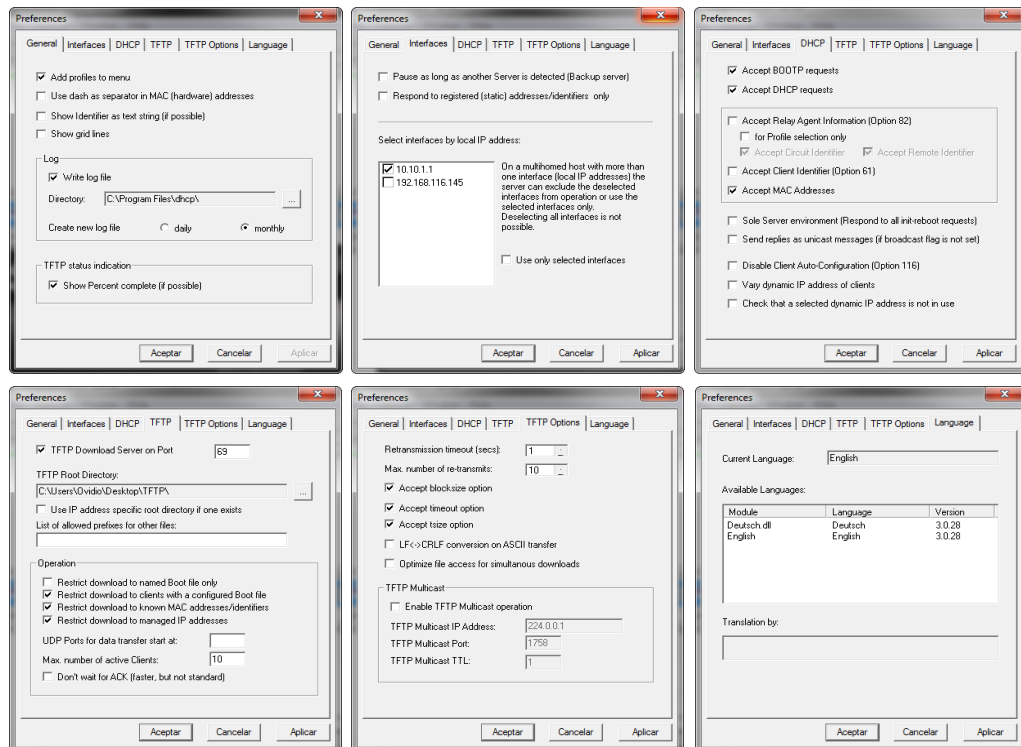 Preferences
General | Interfaces | DHCP | TFTP | TFTP Options | Language
Add profiles to menu
Use dash as separator in MAC (hardware) addresses
Show Identifier as text string (if possible)
Show grid lines
Log
Write log file
Directory: C:\Program Files\dhcp\ ...
Create new log file daily monthly
TFTP status indication
Show Percent complete (if possible)
Aceptar Cancelar Aplicar
Preferences
General | Interfaces | DHCP | TFTP | TFTP Options | Language
Pause as long as another Server is detected (Backup server)
Respond to registered (static) addresses/identifiers only
Select interfaces by local IP address:
10.10.1.1
192.168.116.145
On a multihomed host with more than
one interface (local IP addresses) the
server can exclude the deselected
interfaces from operation or use the
selected interfaces only.
Deselecting all interfaces is not
possible.
Use only selected interfaces
Aceptar Cancelar Aplicar
Preferences
General | Interfaces | DHCP | TFTP | TFTP Options | Language
Accept BOOTP requests
Accept DHCP requests
Accept Relay Agent Information (Option 82)
for Profile selection only
Accept Circuit Identifier Accept Remote Identifier
Accept Client Identifier (Option 61)
Accept MAC Addresses
Sole Server environment (Respond to all init-reboot requests)
Send replies as unicast messages (if broadcast flag is not set)
Disable Client Auto-Configuration (Option 116)
Vary dynamic IP address of clients
Check that a selected dynamic IP address is not in use
Aceptar Cancelar Aplicar
Preferences
General | Interfaces | DHCP | TFTP | TFTP Options | Language
TFTP Download Server on Port 69
TFTP Root Directory:
C:\Users\Ovidio\Desktop\TFTP\ ...
Use IP address specific root directory if one exists
List of allowed prefixes for other files:
Operation
Restrict download to named Boot file only
Restrict download to clients with a configured Boot file
Restrict download to known MAC addresses/identifiers
Restrict download to managed IP addresses
UDP Ports for data transfer start at:
Max. number of active Clients: 10
Don't wait for ACK (faster, but not standard)
Aceptar Cancelar Aplicar
Preferences
General | Interfaces | DHCP | TFTP | TFTP Options | Language
Retransmission timeout (secs): 1
Max. number of re-transmits: 10
Accept blocksize option
Accept timeout option
Accept tsize option
LF<->CRLF conversion on ASCII transfer
Optimize file access for simultanous downloads
TFTP Multicast
Enable TFTP Multicast operation
TFTP Multicast IP Address: 224.0.0.1
TFTP Multicast Port: 1758
TFTP Multicast TTL: 1
Aceptar Cancelar Aplicar
Preferences
General | Interfaces | DHCP | TFTP | TFTP Options | Language
Current Language: English
Available Languages:
Module Language Version
Deutsch.dll Deutsch 3.0.28
English English 3.0.28
Translation by:
Aceptar Cancelar Aplicar